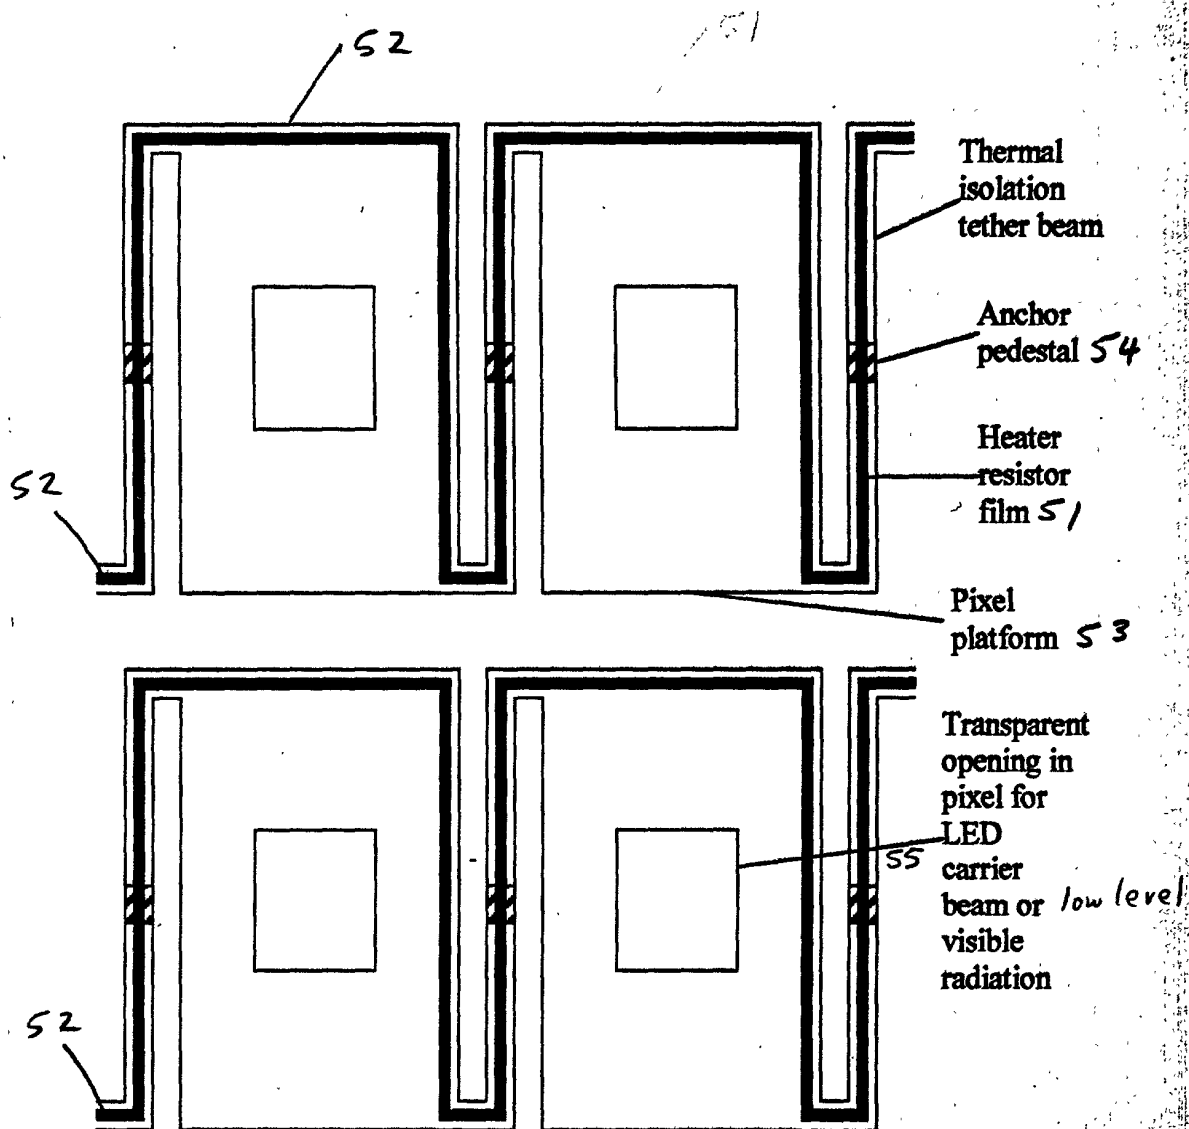 52
51
Thermal
isolation
tether beam
Anchor
pedestal 54
Heater
resistor
film 51
52
Pixel
platform 53
Transparent
opening in
pixel for
LED
55
carrier
beam or low level
visible
radiation
52